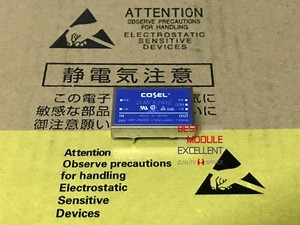 ATTENTION
OBSERVE PRECAUTIONS
FOR HANDLING
ELECTROSTATIC
SENSITIVE
DEVICES
静電気注意
この電子
敏感な部品
御注意願い
COSEL
IN
OUT
MODULE
EXCELLENT
QUALITY
SERVICE
Attention
Observe precautions
for handling
Electrostatic
Sensitive
Devices